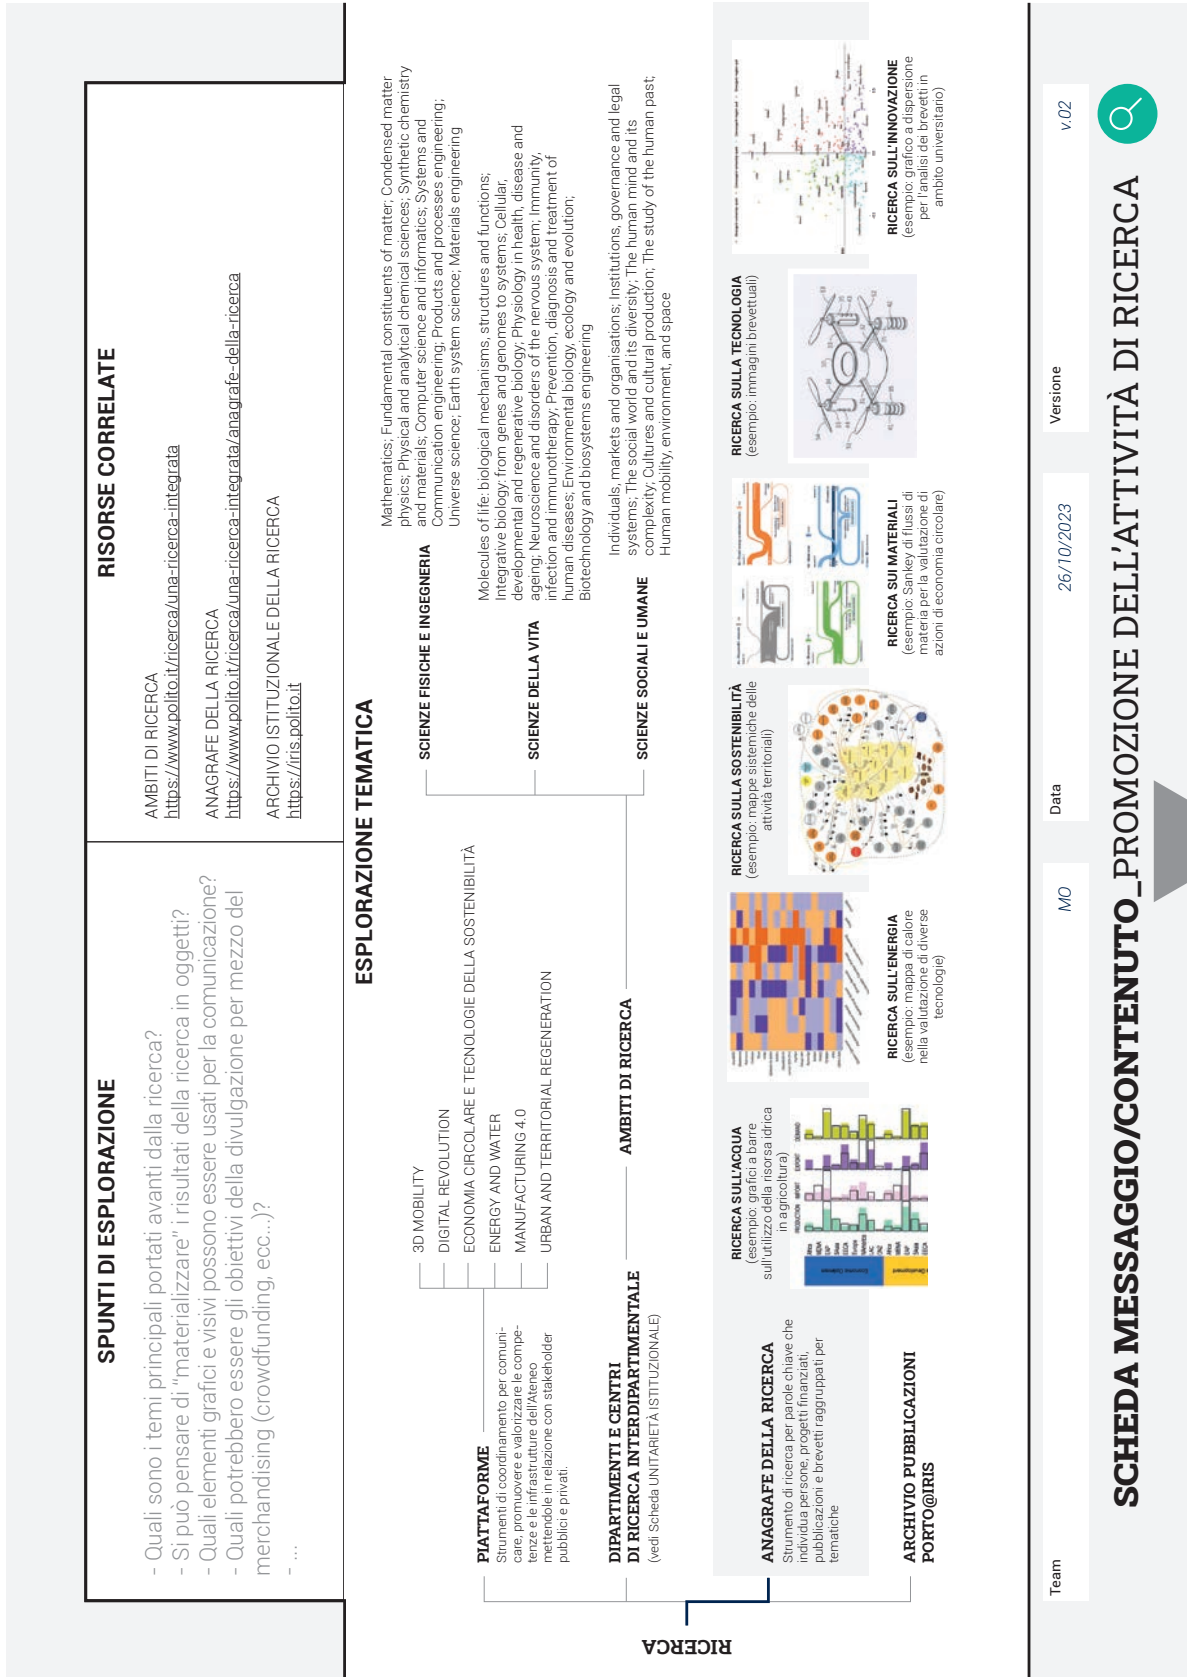 SPUNTI DI ESPLORAZIONE
- Quali sono i temi principali portati avanti dalla ricerca?
- Si può pensare di "materializzare" i risultati della ricerca in oggetti?
- Quali elementi grafici e visivi possono essere usati per la comunicazione?
- Quali potrebbero essere gli obiettivi della divulgazione per mezzo del
merchandising (crowdfunding, ecc...)?
- ...
RISORSE CORRELATE
AMBITI DI RICERCA
https://www.polito.it/ricerca/una-ricerca-integrata
ANAGRAFE DELLA RICERCA
https://www.polito.it/ricerca/una-ricerca-integrata/anagrafe-della-ricerca
ARCHIVIO ISTITUZIONALE DELLA RICERCA
https://iris.polito.it
ESPLORAZIONE TEMATICA
RICERCA
PIATTAFORME
Strumenti di coordinamento per comuni-
care, promuovere e valorizzare le compe-
tenze e le infrastrutture dell'Ateneo
mettendole in relazione con stakeholder
pubblici e privati.
3D MOBILITY
DIGITAL REVOLUTION
ECONOMIA CIRCOLARE E TECNOLOGIE DELLA SOSTENIBILITÀ
ENERGY AND WATER
MANUFACTURING 4.0
URBAN AND TERRITORIAL REGENERATION
DIPARTIMENTI E CENTRI
DI RICERCA INTERDIPARTIMENTALE
(vedi Scheda UNITARIETÀ ISTITUZIONALE)
AMBITI DI RICERCA
SCIENZE FISICHE E INGEGNERIA
Mathematics; Fundamental constituents of matter; Condensed matter
physics; Physical and analytical chemical sciences; Synthetic chemistry
and materials; Computer science and informatics; Systems and
Communication engineering; Products and processes engineering;
Universe science; Earth system science; Materials engineering
SCIENZE DELLA VITA
Molecules of life: biological mechanisms, structures and functions;
Integrative biology: from genes and genomes to systems; Cellular,
developmental and regenerative biology; Physiology in health, disease and
ageing; Neuroscience and disorders of the nervous system; Immunity,
infection and immunotherapy; Prevention, diagnosis and treatment of
human diseases; Environmental biology, ecology and evolution;
Biotechnology and biosystems engineering
SCIENZE SOCIALI E UMANE
Individuals, markets and organisations; Institutions, governance and legal
systems; The social world and its diversity; The human mind and its
complexity; Cultures and cultural production; The study of the human past;
Human mobility, environment, and space
ANAGRAFE DELLA RICERCA
Strumento di ricerca per parole chiave che
individua persone, progetti finanziati,
pubblicazioni e brevetti raggruppati per
tematiche
RICERCA SULL'ACQUA
(esempio: grafici a barre
sull'utilizzo della risorsa idrica
in agricoltura)
PRODUCTION IMPORT EXPORT DEMAND
RICERCA SULL'ENERGIA
(esempio: mappa di calore
nella valutazione di diverse
tecnologie)
RICERCA SULLA SOSTENIBILITÀ
(esempio: mappe sistemiche delle
attività territoriali)
RICERCA SUI MATERIALI
(esempio: Sankey di flussi di
materia per la valutazione di
azioni di economia circolare)
RICERCA SULLA TECNOLOGIA
(esempio: immagini brevettuali)
RICERCA SULL'INNOVAZIONE
(esempio: grafico a dispersione
per l'analisi dei brevetti in
ambito universitario)
ARCHIVIO PUBBLICAZIONI
PORTO@IRIS
Team
MO
Data
26/10/2023
Versione
v.02
SCHEDA MESSAGGIO/CONTENUTO_PROMOZIONE DELL'ATTIVITÀ DI RICERCA